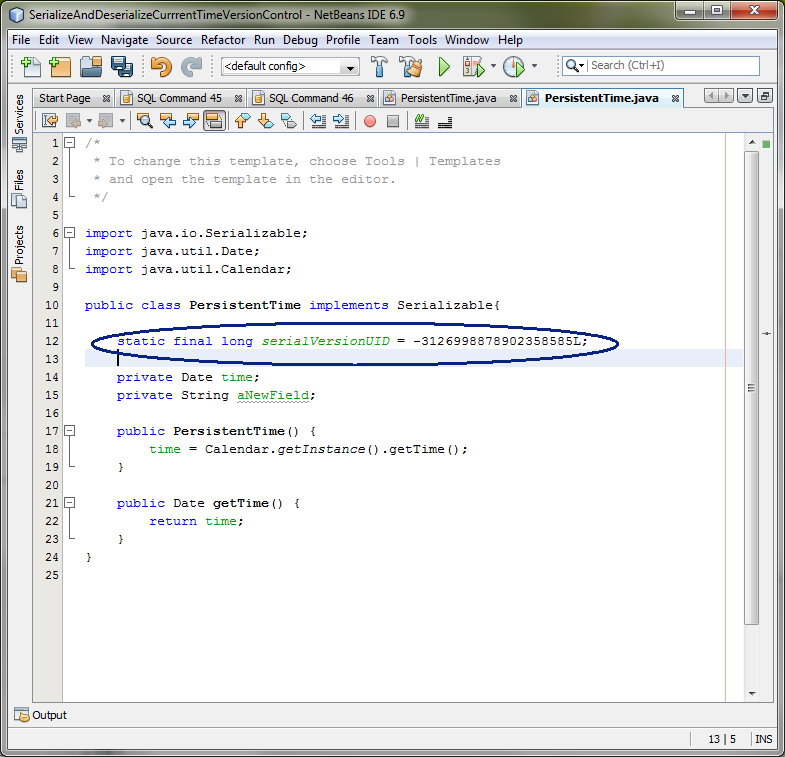 SerializeAndDeserializeCurrrentTimeVersionControl - NetBeans IDE 6.9
File Edit View Navigate Source Refactor Run Debug Profile Team Tools Window Help
<default config>
Search (Ctrl+I)
Start Page
SQL Command 45
SQL Command 46
PersistentTime.java
PersistentTime.java
Services
Files
Projects
1 /*
2 * To change this template, choose Tools | Templates
3 * and open the template in the editor.
4 */
5
6 import java.io.Serializable;
7 import java.util.Date;
8 import java.util.Calendar;
9
10 public class PersistentTime implements Serializable{
11
12 static final long serialVersionUID = -3126998878902358585L;
13
14 private Date time;
15 private String aNewField;
16
17 public PersistentTime() {
18 time = Calendar.getInstance().getTime();
19 }
20
21 public Date getTime() {
22 return time;
23 }
24 }
25
Output
13 | 5 INS